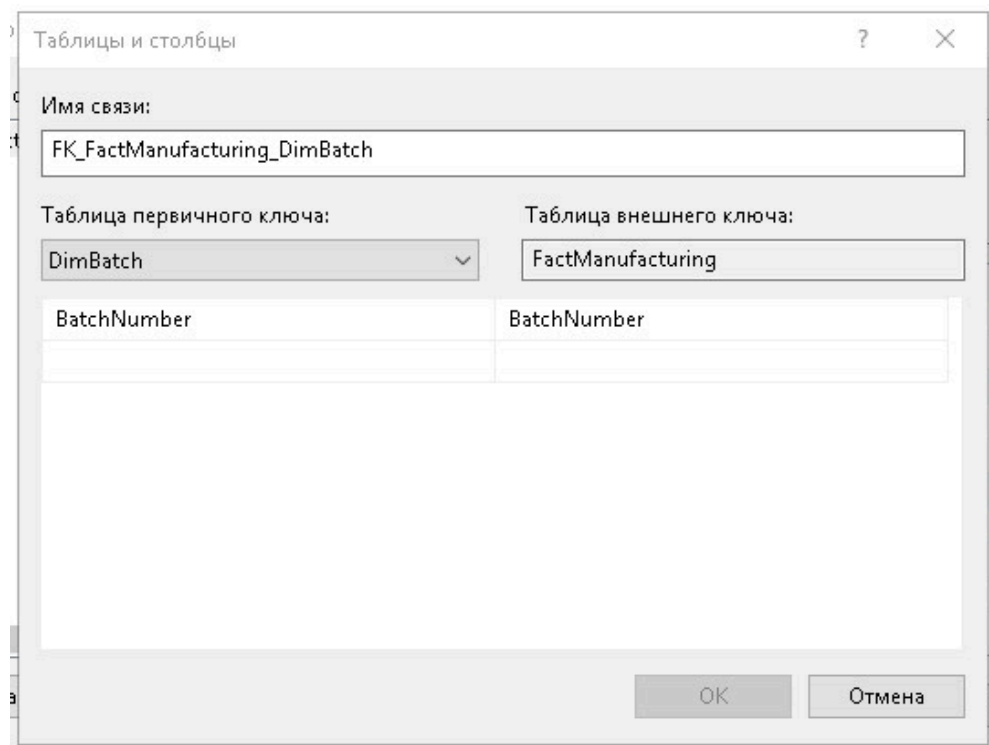 Таблицы и столбцы
?
Имя связи:
FK_FactManufacturing_DimBatch
Таблица первичного ключа: Таблица внешнего ключа:
DimBatch FactManufacturing
BatchNumber BatchNumber
OK Отмена